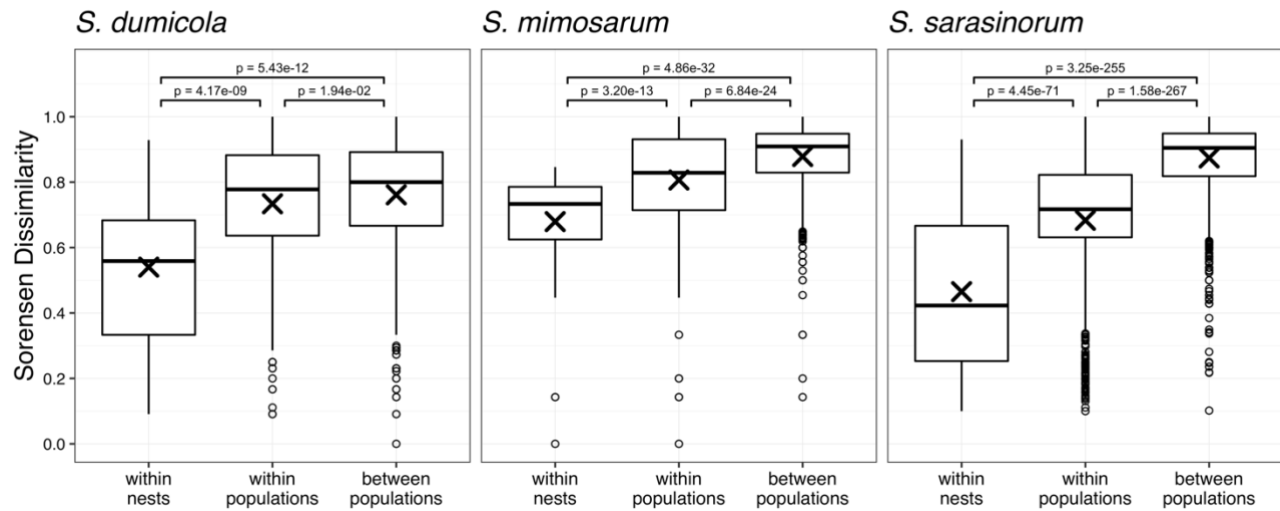 S. dumicola
S. mimosarum
S. sarasinorum
p = 5.43e-12
p = 4.17e-09
p = 1.94e-02
p = 4.86e-32
p = 3.20e-13
p = 6.84e-24
p = 3.25e-255
p = 4.45e-71
p = 1.58e-267
Sorensen Dissimilarity
1.0
0.8
0.6
0.4
0.2
0.0
within
nests
within
populations
between
populations
within
nests
within
populations
between
populations
within
nests
within
populations
between
populations